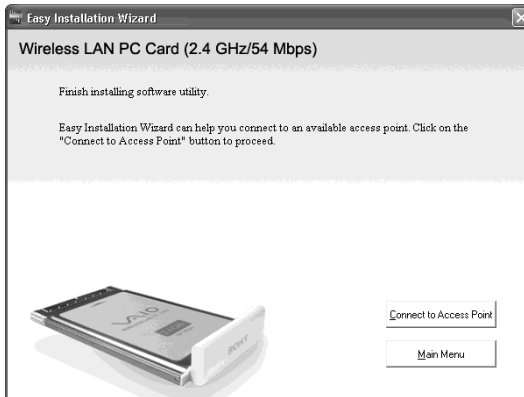 Easy Installation Wizard
Wireless LAN PC Card (2.4 GHz/54 Mbps)
Finish installing software utility.
Easy Installation Wizard can help you connect to an available access point. Click on the
"Connect to Access Point" button to proceed.
VAIO
SONY
Connect to Access Point
Main Menu